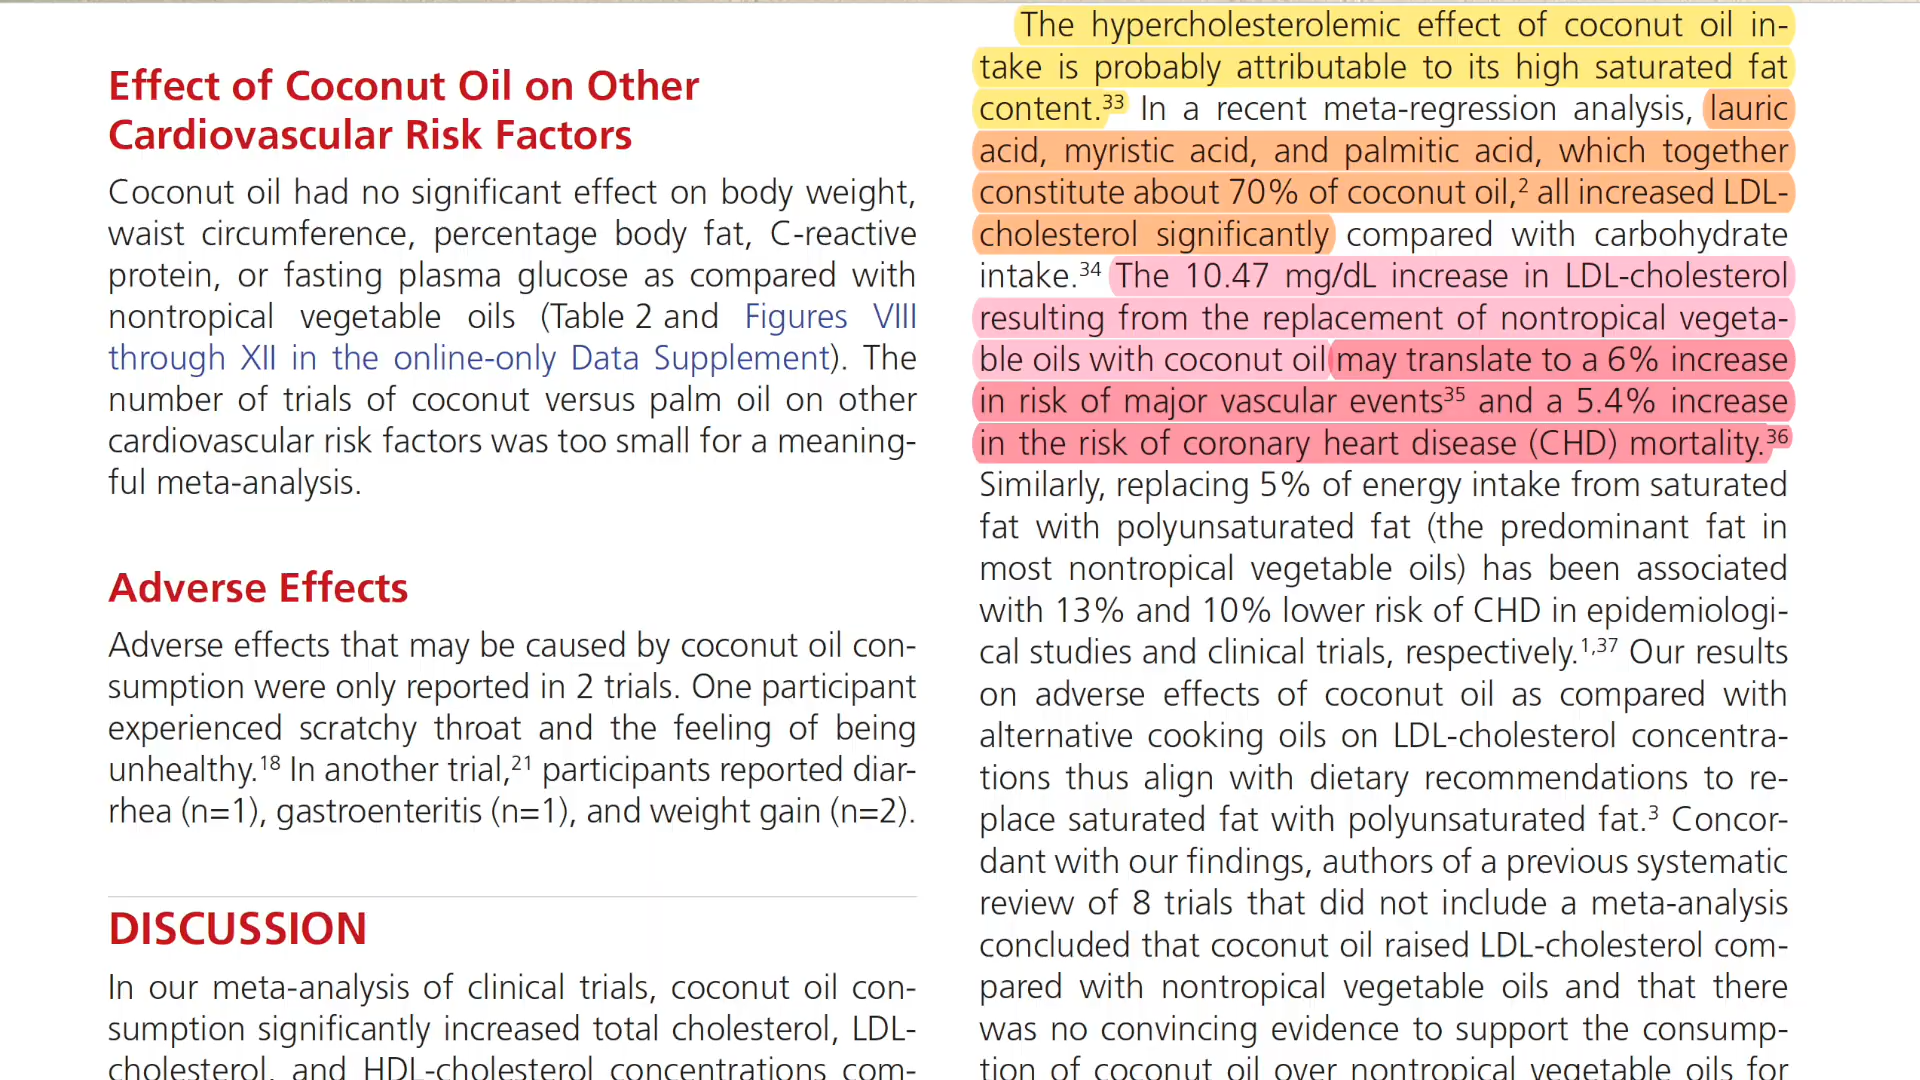 Effect of Coconut Oil on Other
Cardiovascular Risk Factors
Coconut oil had no significant effect on body weight,
waist circumference, percentage body fat, C-reactive
protein, or fasting plasma glucose as compared with
nontropical vegetable oils (Table 2 and Figures VIII
through XII in the online-only Data Supplement). The
number of trials of coconut versus palm oil on other
cardiovascular risk factors was too small for a meaning-
ful meta-analysis.
Adverse Effects
Adverse effects that may be caused by coconut oil con-
sumption were only reported in 2 trials. One participant
experienced scratchy throat and the feeling of being
unhealthy.18 In another trial,21 participants reported diar-
rhea (n=1), gastroenteritis (n=1), and weight gain (n=2).
DISCUSSION
In our meta-analysis of clinical trials, coconut oil con-
sumption significantly increased total cholesterol, LDL-
cholesterol, and HDL-cholesterol concentrations com-
The hypercholesterolemic effect of coconut oil in-
take is probably attributable to its high saturated fat
content.33 In a recent meta-regression analysis, lauric
acid, myristic acid, and palmitic acid, which together
constitute about 70% of coconut oil,2 all increased LDL-
cholesterol significantly compared with carbohydrate
intake.34 The 10.47 mg/dL increase in LDL-cholesterol
resulting from the replacement of nontropical vegeta-
ble oils with coconut oil may translate to a 6% increase
in risk of major vascular events35 and a 5.4% increase
in the risk of coronary heart disease (CHD) mortality.36
Similarly, replacing 5% of energy intake from saturated
fat with polyunsaturated fat (the predominant fat in
most nontropical vegetable oils) has been associated
with 13% and 10% lower risk of CHD in epidemiologi-
cal studies and clinical trials, respectively.1,37 Our results
on adverse effects of coconut oil as compared with
alternative cooking oils on LDL-cholesterol concentra-
tions thus align with dietary recommendations to re-
place saturated fat with polyunsaturated fat.3 Concor-
dant with our findings, authors of a previous systematic
review of 8 trials that did not include a meta-analysis
concluded that coconut oil raised LDL-cholesterol com-
pared with nontropical vegetable oils and that there
was no convincing evidence to support the consump-
tion of coconut oil over nontropical vegetable oils for